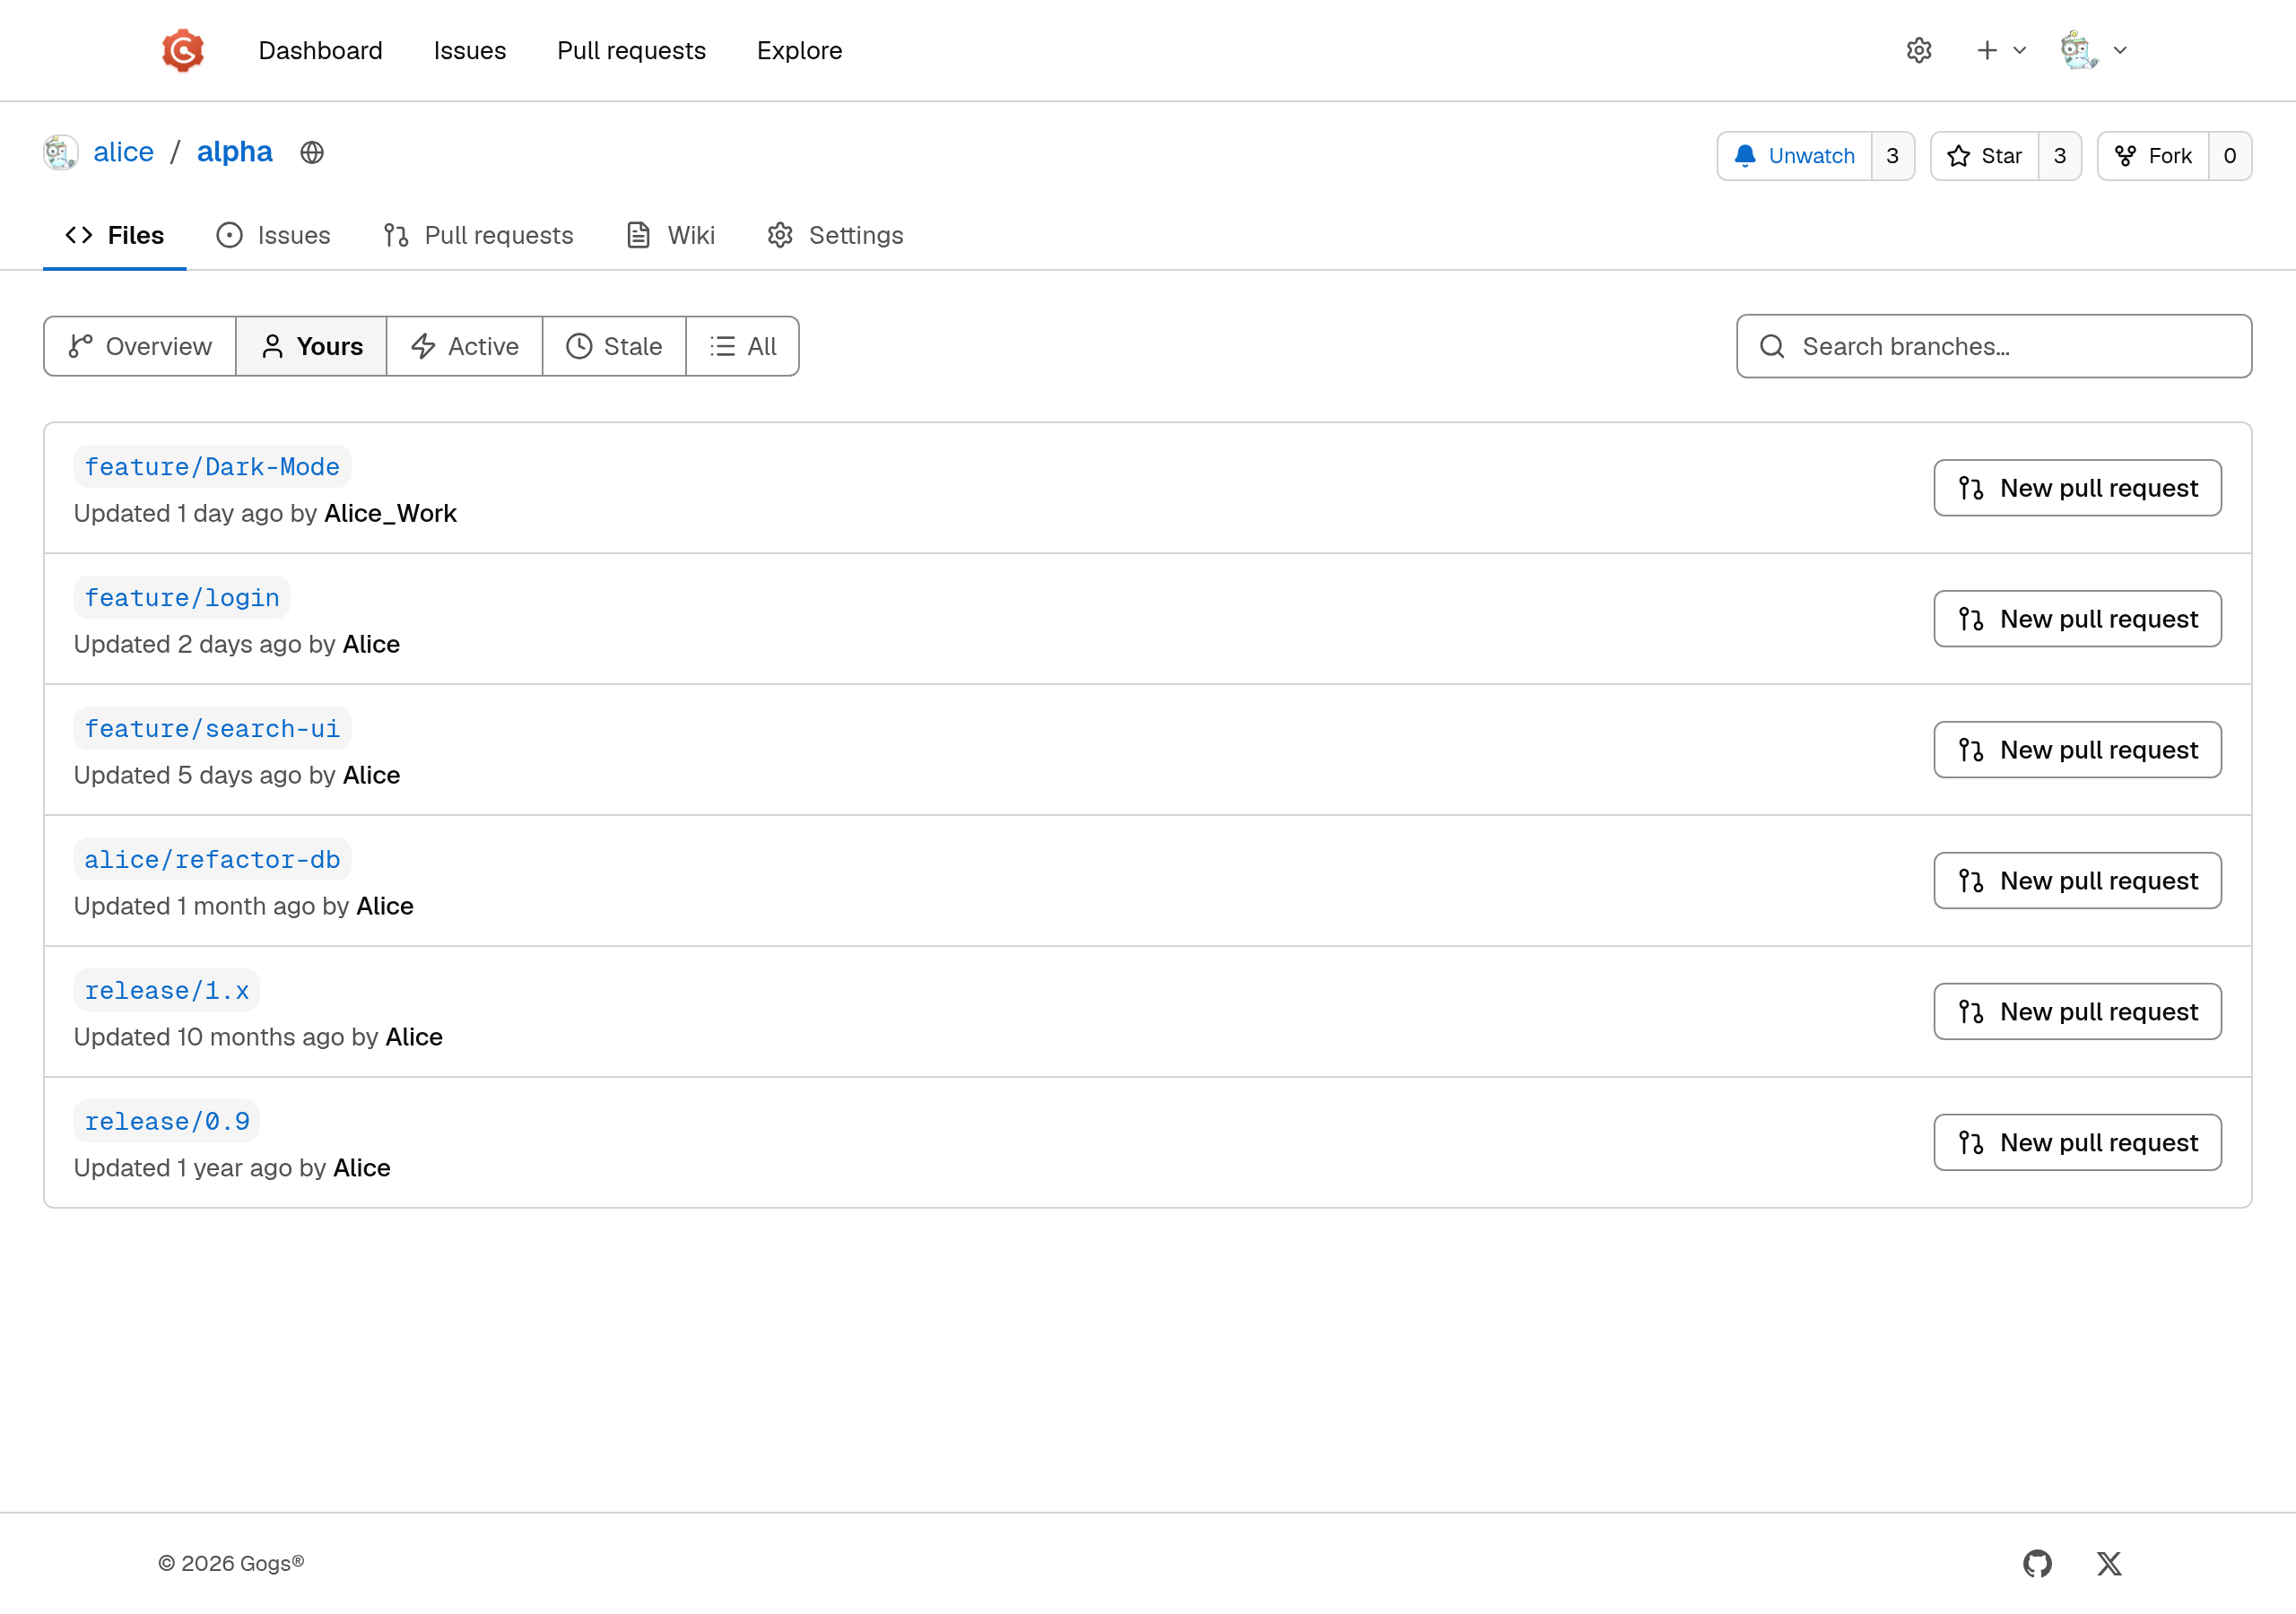 Dashboard Issues Pull requests Explore
alice / alpha
Unwatch 3 Star 3 Fork 0
Files Issues Pull requests Wiki Settings
Overview Yours Active Stale All
Search branches...
feature/Dark-Mode
Updated 1 day ago by Alice_Work
New pull request
feature/login
Updated 2 days ago by Alice
New pull request
feature/search-ui
Updated 5 days ago by Alice
New pull request
alice/refactor-db
Updated 1 month ago by Alice
New pull request
release/1.x
Updated 10 months ago by Alice
New pull request
release/0.9
Updated 1 year ago by Alice
New pull request
© 2026 Gogs®